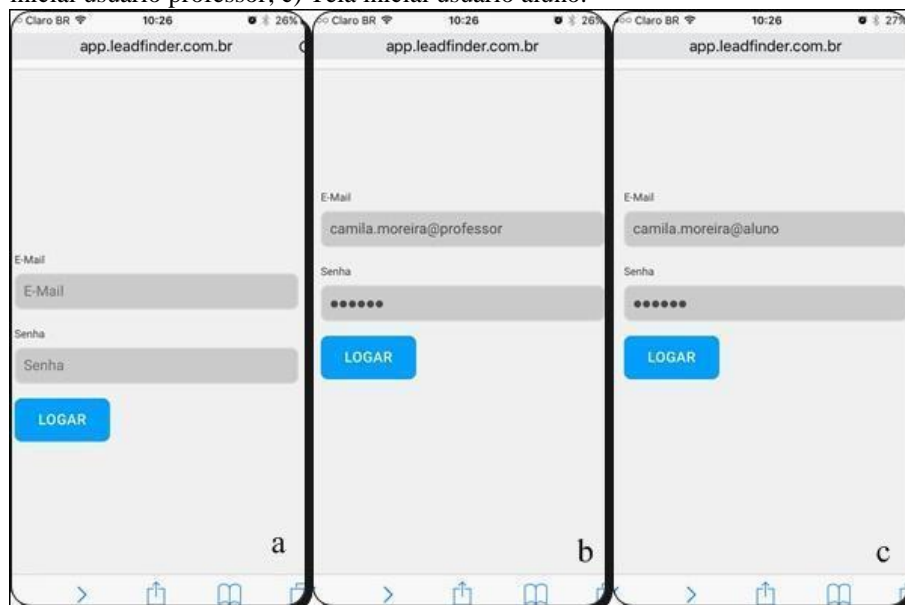 iniciar usuário professor; c) Tela iniciar usuário aluno.
Claro BR 10:26 26%
app.leadfinder.com.br
E-Mail
E-Mail
Senha
Senha
LOGAR
a
Claro BR 10:26 26%
app.leadfinder.com.br
E-Mail
camila.moreira@professor
Senha
●●●●●●
LOGAR
b
Claro BR 10:26 27%
app.leadfinder.com.br
E-Mail
camila.moreira@aluno
Senha
●●●●●●
LOGAR
c